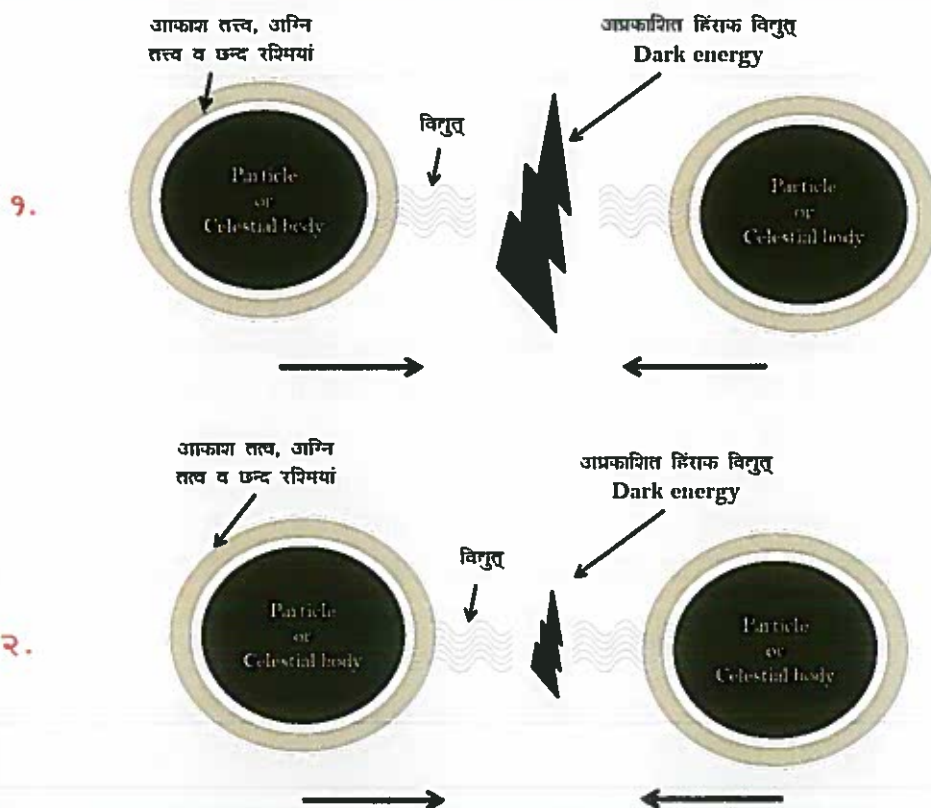 आकाश तत्त्व, अग्नि
तत्त्व व छन्द रश्मियां
अप्रकाशित हिंसक विद्युत्
Dark energy
विद्युत्
१.
Particle
or
Celestial body
Particle
or
Celestial body
आकाश तत्व, अग्नि
तत्व व छन्द रश्मियां
अप्रकाशित हिंसक विद्युत्
Dark energy
विद्युत्
२.
Particle
or
Celestial body
Particle
or
Celestial body